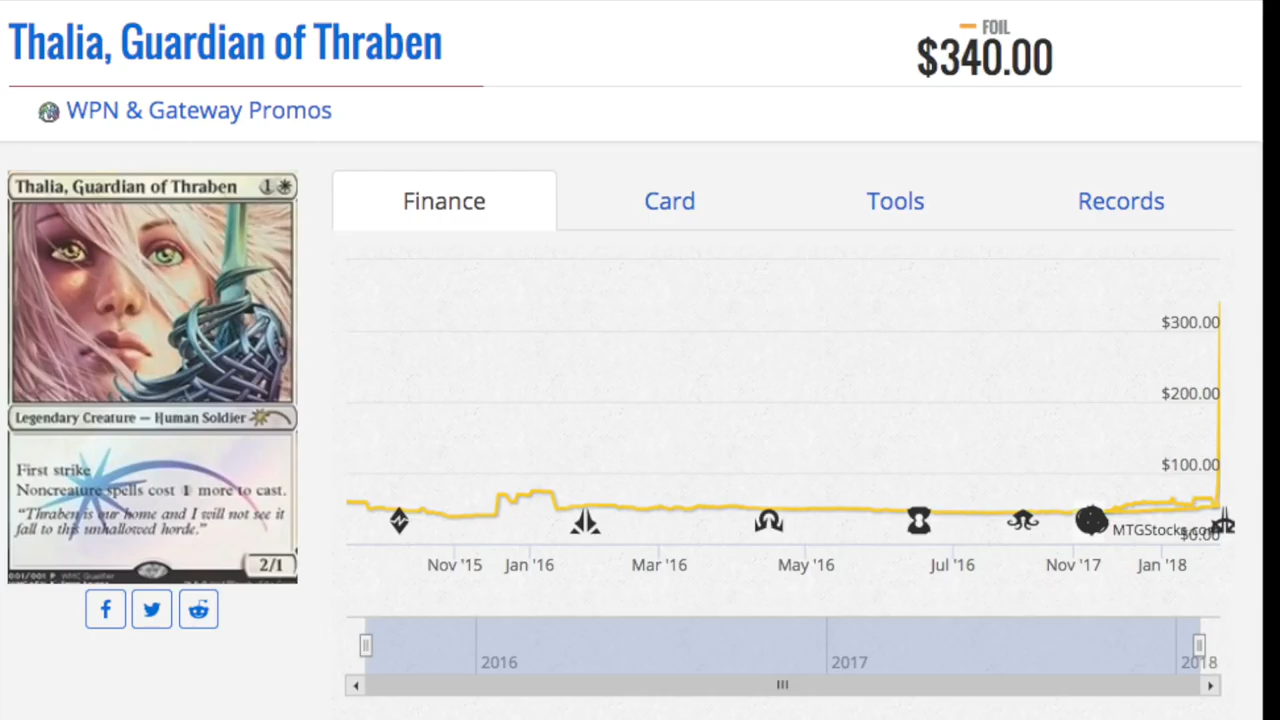 Thalia, Guardian of Thraben
FOIL
$340.00
WPN & Gateway Promos
Thalia, Guardian of Thraben 1
Finance
Card
Tools
Records
Legendary Creature — Human Soldier
First strike
Noncreature spells cost 1 more to cast.
"Thraben is our home and I will not see it
fall to this unhallowed horde."
2/1
$300.00
$200.00
$100.00
$0.00
MTGStocks.com
Nov '15
Jan '16
Mar '16
May '16
Jul '16
Nov '17
Jan '18
2016
2017
2018